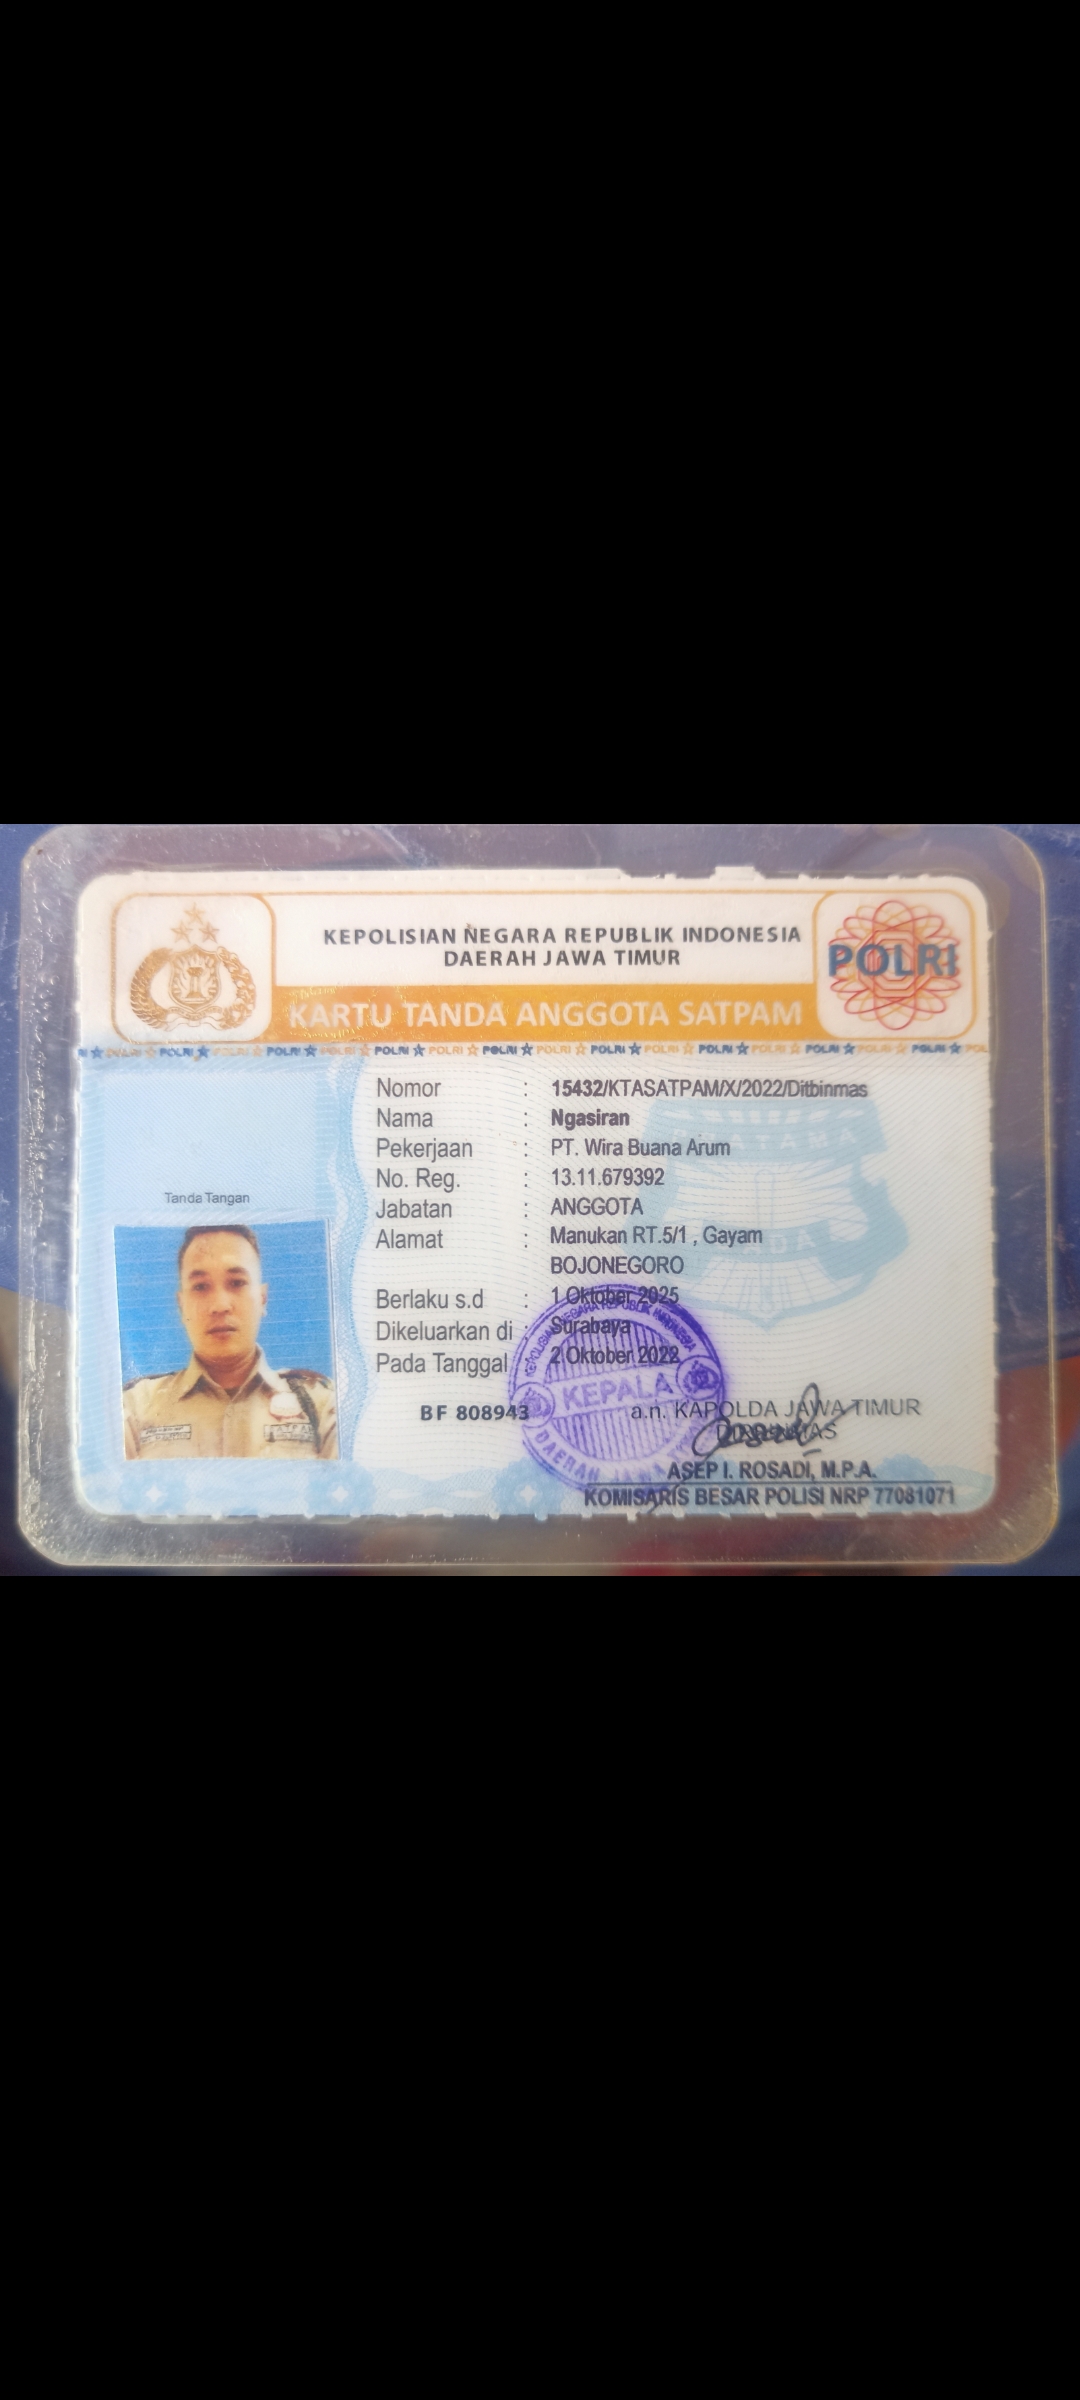 KEPOLISIAN NEGARA REPUBLIK INDONESIA
DAERAH JAWA TIMUR
POLRI
KARTU TANDA ANGGOTA SATPAM
POLRI POLRI POLRI POLRI POLRI POLRI POLRI POLRI POLRI POLRI POLRI POLRI POLRI POLRI POLRI POLRI
Nomor : 15432/KTASATPAM/X/2022/Ditbinmas
Nama : Ngasiran
Pekerjaan : PT. Wira Buana Arum
No. Reg. : 13.11.679392
Jabatan : ANGGOTA
Alamat : Manukan RT.5/1 , Gayam
BOJONEGORO
Berlaku s.d : 1 Oktober 2025
Dikeluarkan di : Surabaya
Pada Tanggal 2 Oktober 2022
Tanda Tangan
BF 808943
KEPOLISIAN NEGARA REPUBLIK INDONESIA
KEPALA
DAERAH JAWA
a.n. KAPOLDA JAWA TIMUR
ASEP I. ROSADI, M.P.A.
KOMISARIS BESAR POLISI NRP 77081071